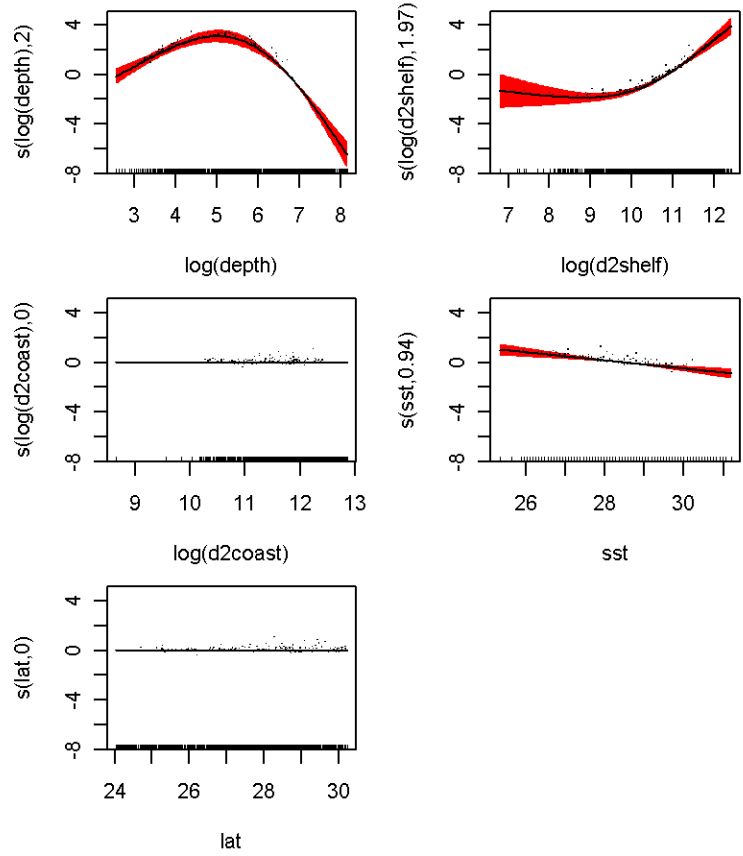 s(log(depth),2)
4
0
-4
-8
3 4 5 6 7 8
log(depth)
s(log(d2shelf),1.97)
4
0
-4
-8
7 8 9 10 11 12
log(d2shelf)
s(log(d2coast),0)
4
0
-4
-8
9 10 11 12 13
log(d2coast)
s(sst,0.94)
4
0
-4
-8
26 28 30
sst
s(lat,0)
4
0
-4
-8
24 26 28 30
lat